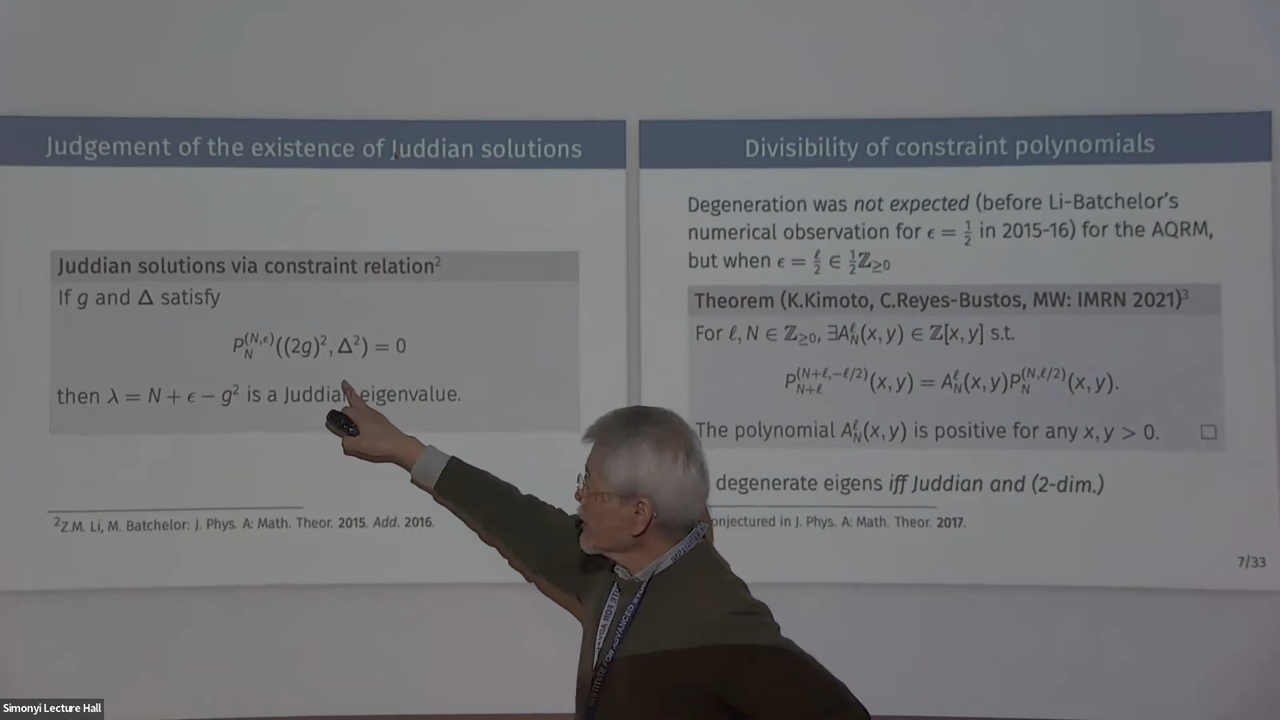 Judgement of the existence of Juddian solutions
Juddian solutions via constraint relation²
If g and Δ satisfy
P_N^{(N,ϵ)}((2g)², Δ²) = 0
then λ = N + ϵ − g² is a Juddian eigenvalue.
²Z.M. Li, M. Batchelor: J. Phys. A: Math. Theor. 2015. Add. 2016.
Divisibility of constraint polynomials
Degeneration was not expected (before Li-Batchelor's
numerical observation for ϵ = 1/2 in 2015-16) for the AQRM,
but when ϵ = ℓ/2 ∈ 1/2 ℤ≥0
Theorem (K.Kimoto, C.Reyes-Bustos, MW: IMRN 2021)³
For ℓ, N ∈ ℤ≥0, ∃A_N^ℓ(x, y) ∈ ℤ[x, y] s.t.
P_{N+ℓ}^{(N+ℓ,−ℓ/2)}(x, y) = A_N^ℓ(x, y)P_N^{(N,ℓ/2)}(x, y).
The polynomial A_N^ℓ(x, y) is positive for any x, y > 0. □
degenerate eigens iff Juddian and (2-dim.)
onjectured in J. Phys. A: Math. Theor. 2017.
7/33
INSTITUTE FOR ADVANCED STUD
Simonyi Lecture Hall